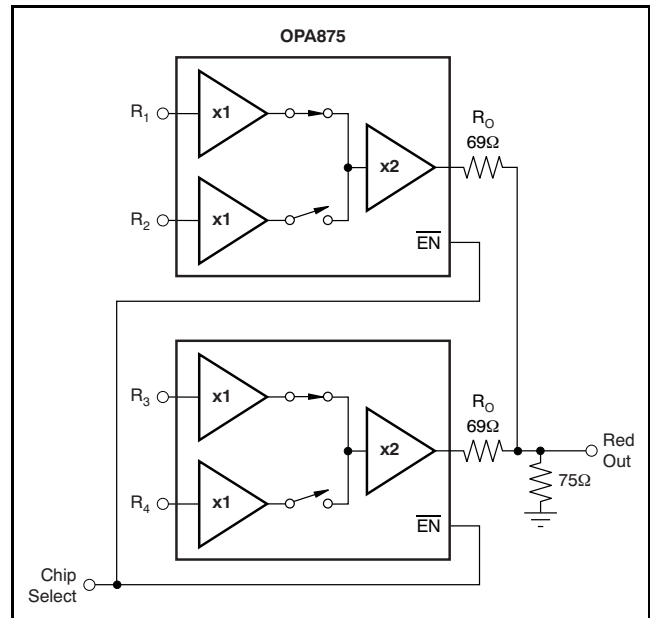 OPA875
R1
x1
RO
69Ω
x2
R2
x1
EN
R3
x1
RO
69Ω
x2
Red
Out
75Ω
R4
x1
EN
Chip
Select